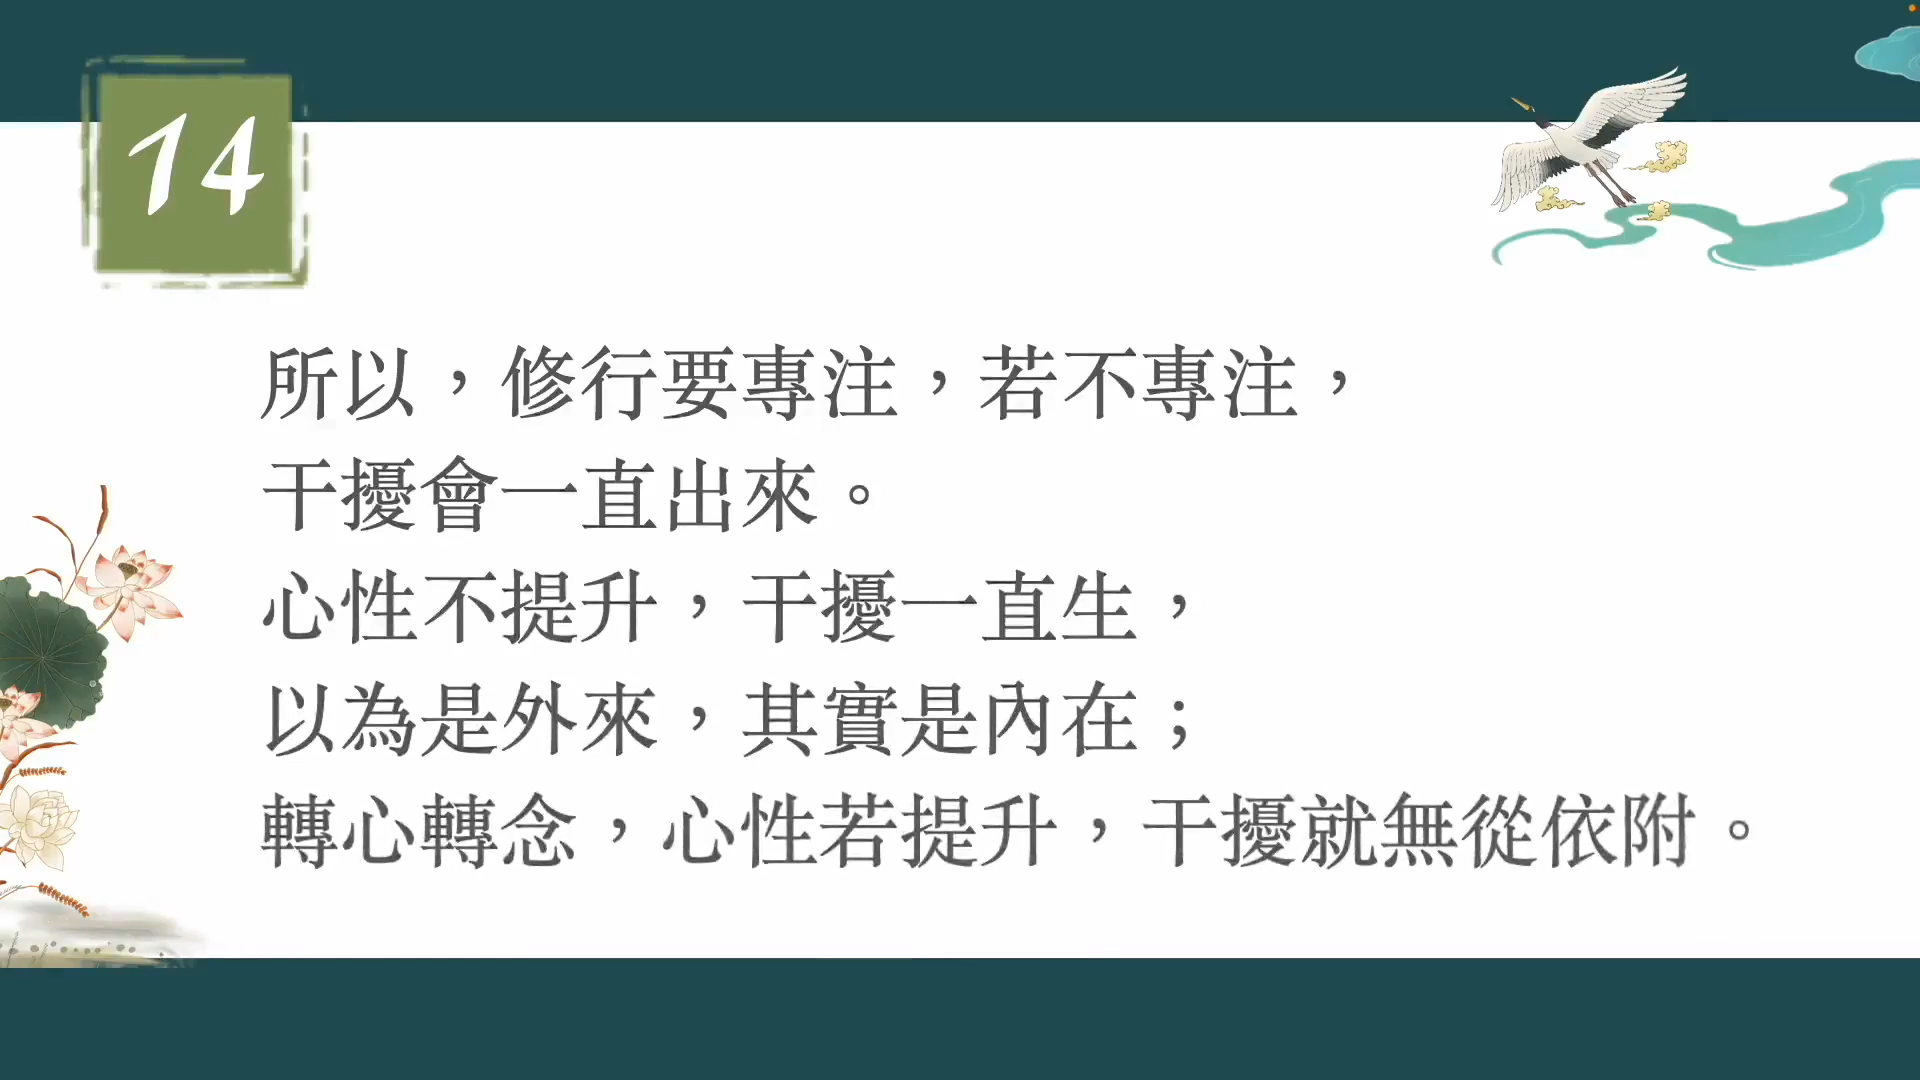 14
所以，修行要專注，若不專注，
干擾會一直出來。
心性不提升，干擾一直生，
以為是外來，其實是內在；
轉心轉念，心性若提升，干擾就無從依附。